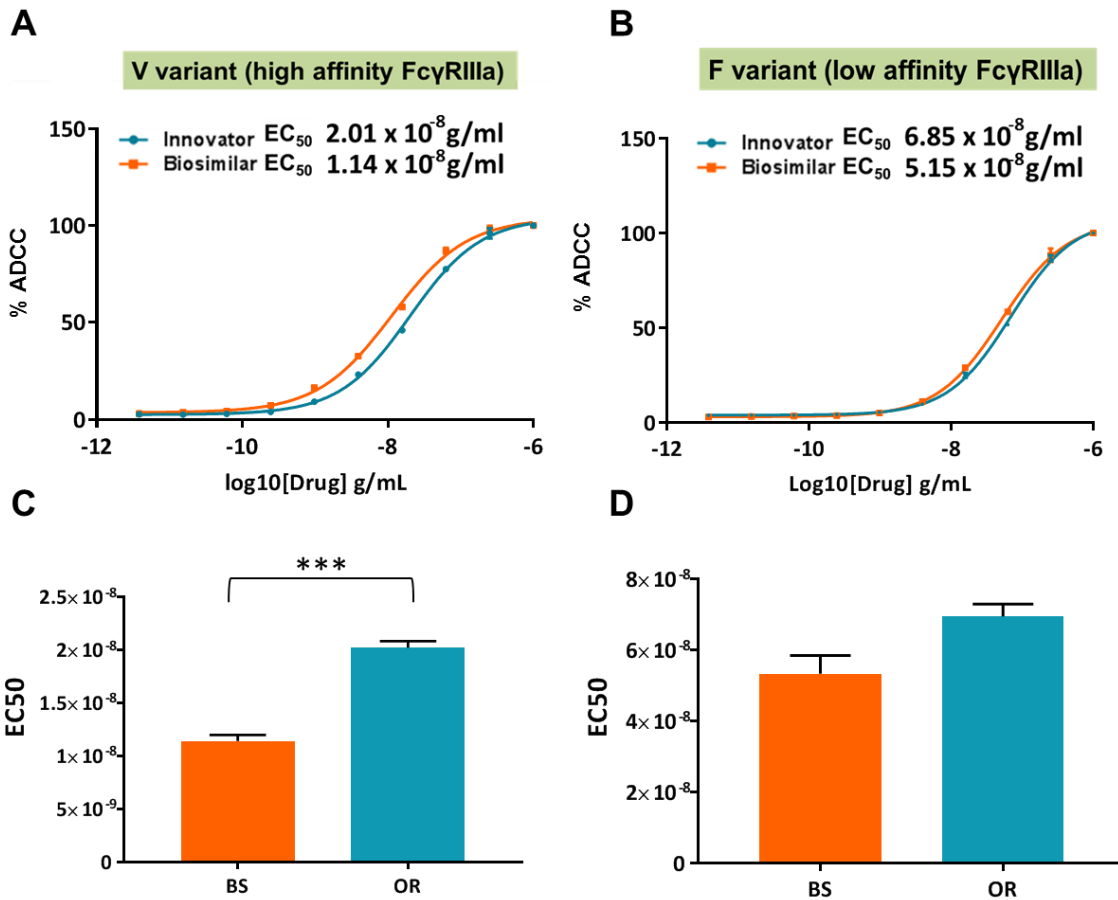 A
V variant (high affinity FcγRIIIa)
150
Innovator EC₅₀ 2.01 x 10⁻⁸g/ml
Biosimilar EC₅₀ 1.14 x 10⁻⁸g/ml
100
% ADCC
50
0
-12
-10
-8
-6
log10[Drug] g/mL
B
F variant (low affinity FcγRIIIa)
150
Innovator EC₅₀ 6.85 x 10⁻⁸g/ml
Biosimilar EC₅₀ 5.15 x 10⁻⁸g/ml
100
% ADCC
50
0
-12
-10
-8
-6
Log10[Drug] g/mL
C
***
2.5× 10⁻⁸
2× 10⁻⁸
1.5× 10⁻⁸
1× 10⁻⁸
5× 10⁻⁹
0
EC50
BS
OR
D
8× 10⁻⁸
6× 10⁻⁸
4× 10⁻⁸
2× 10⁻⁸
0
EC50
BS
OR